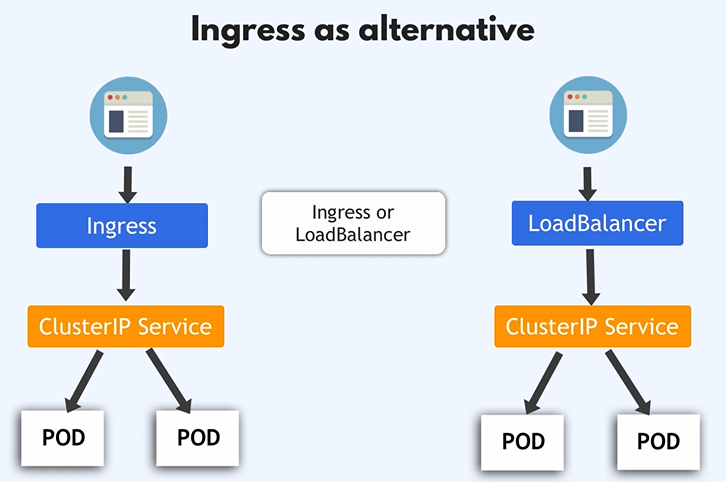 Ingress as alternative
Ingress
Ingress or
LoadBalancer
LoadBalancer
ClusterIP Service
ClusterIP Service
POD
POD
POD
POD